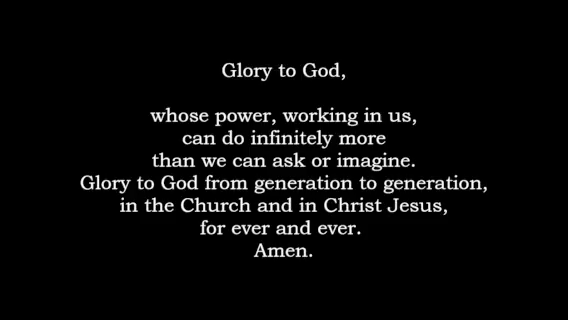 Glory to God,
whose power, working in us,
can do infinitely more
than we can ask or imagine.
Glory to God from generation to generation,
in the Church and in Christ Jesus,
for ever and ever.
Amen.